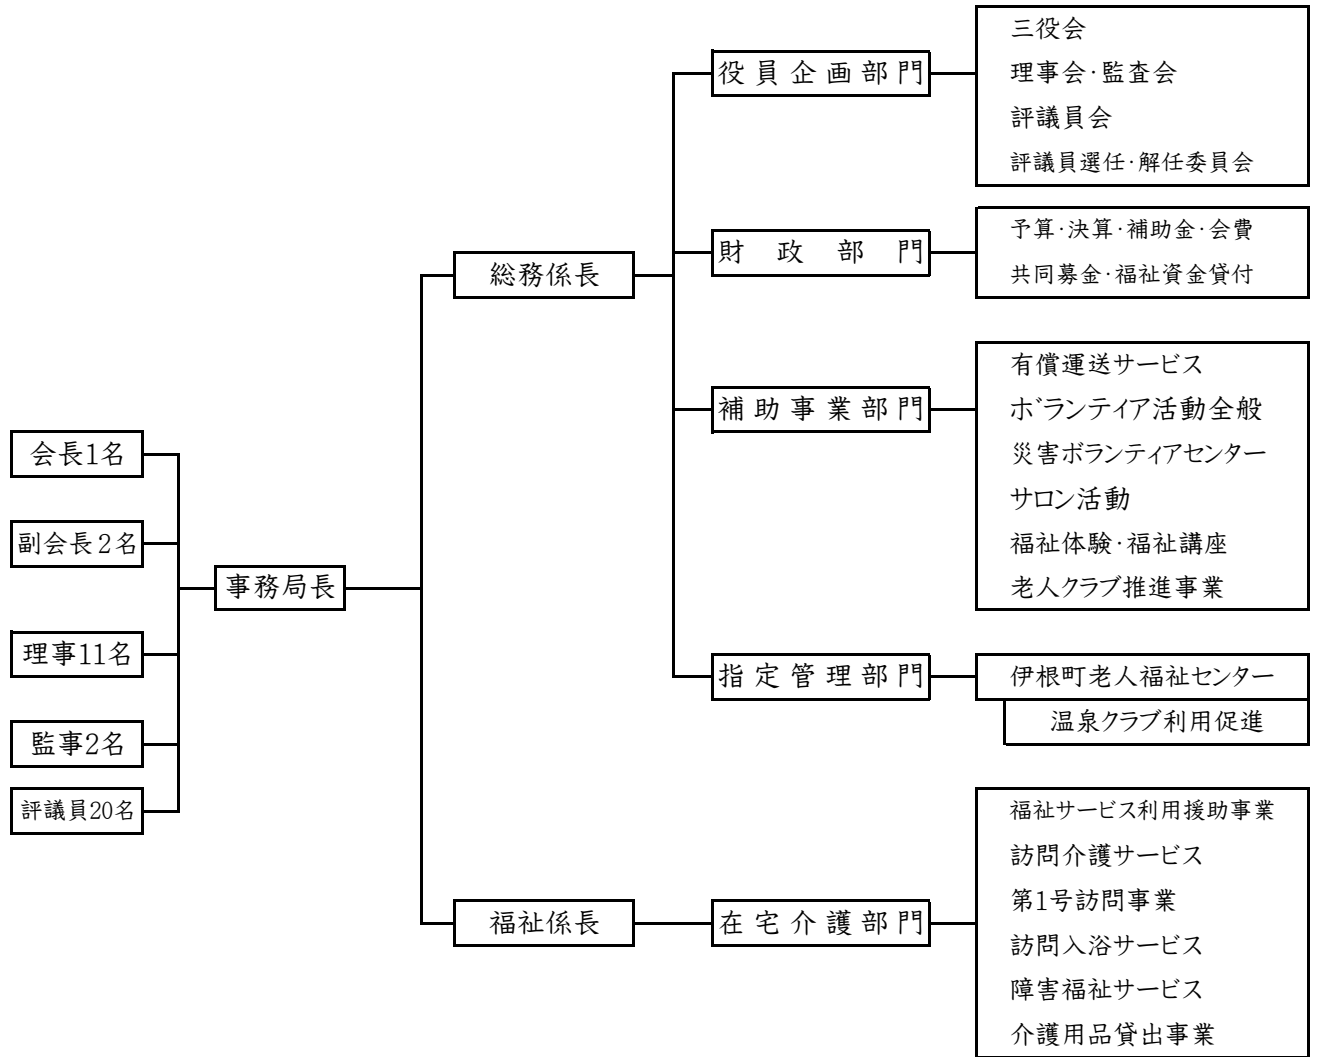 会長1名
副会長2名
理事11名
監事2名
評議員20名
事務局長
総務係長
福祉係長
役員企画部門
財政部門
補助事業部門
指定管理部門
在宅介護部門
三役会
理事会・監査会
評議員会
評議員選任・解任委員会
予算・決算・補助金・会費
共同募金・福祉資金貸付
有償運送サービス
ボランティア活動全般
災害ボランティアセンター
サロン活動
福祉体験・福祉講座
老人クラブ推進事業
伊根町老人福祉センター
温泉クラブ利用促進
福祉サービス利用援助事業
訪問介護サービス
第1号訪問事業
訪問入浴サービス
障害福祉サービス
介護用品貸出事業